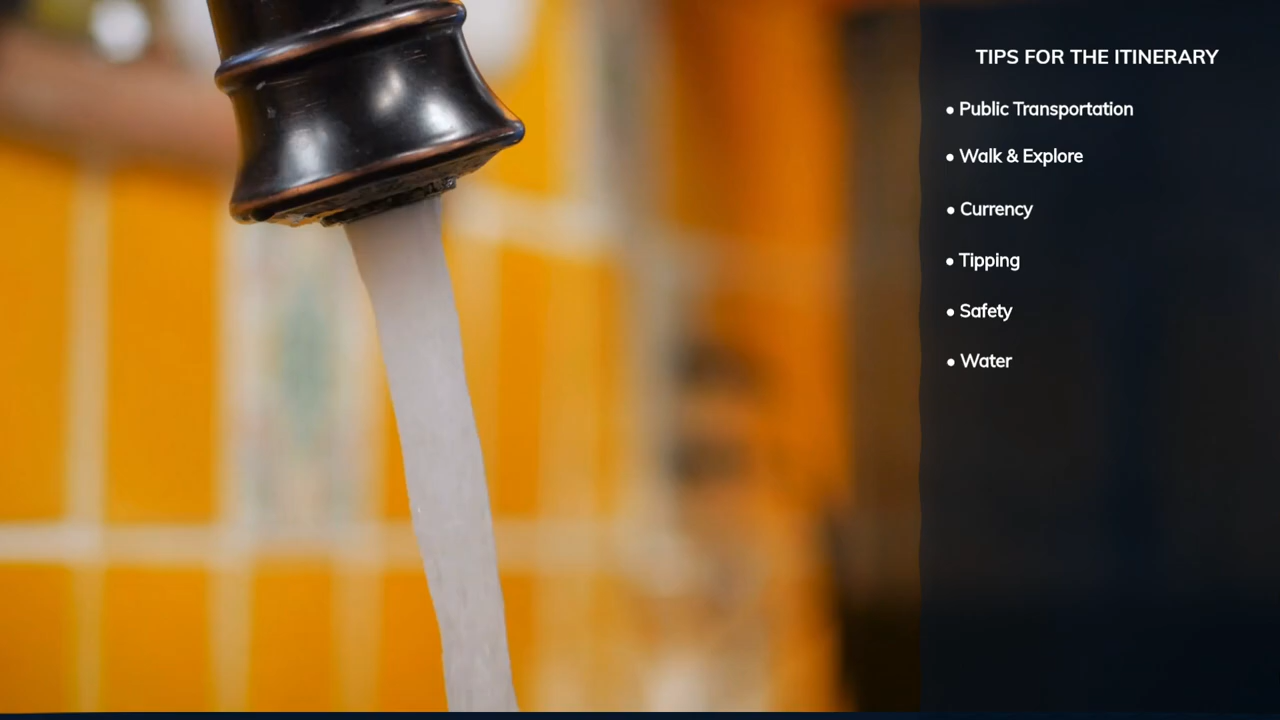 TIPS FOR THE ITINERARY
• Public Transportation
• Walk & Explore
• Currency
• Tipping
• Safety
• Water